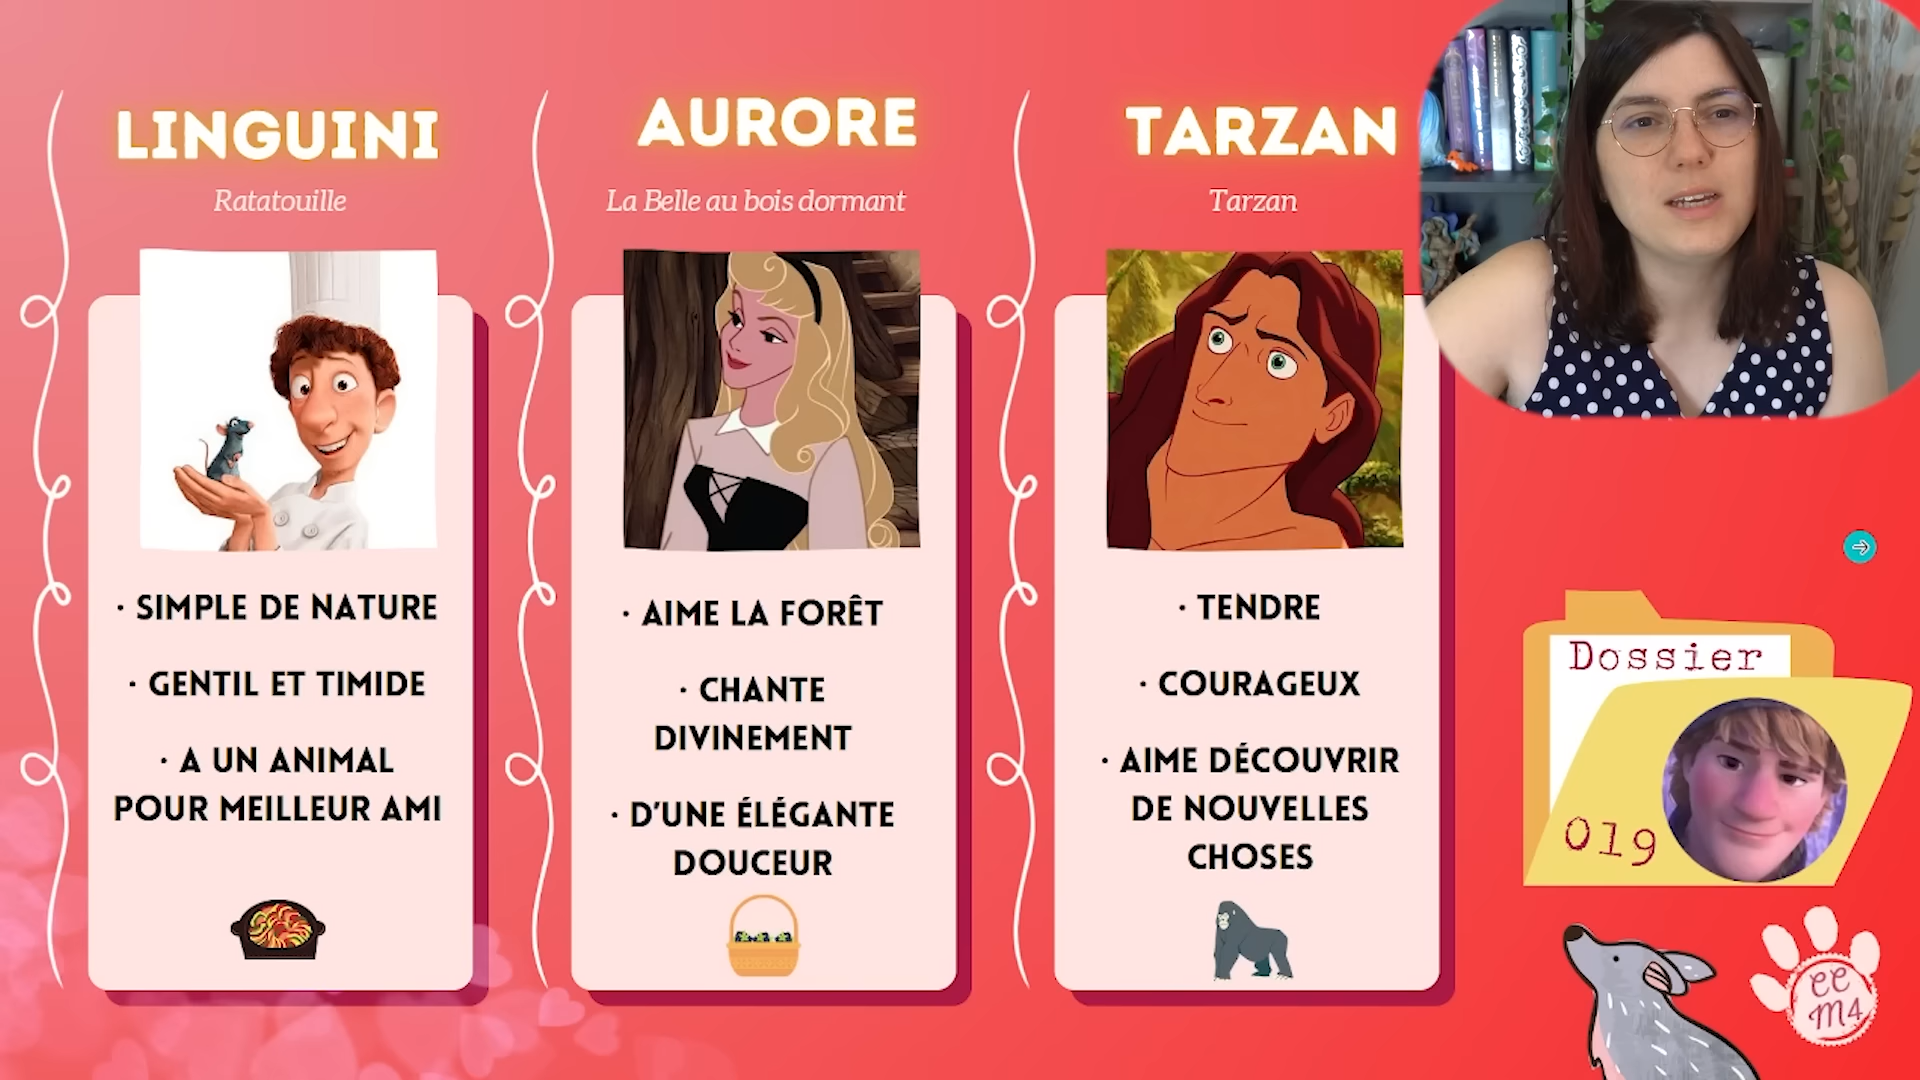 LINGUINI
Ratatouille
· SIMPLE DE NATURE
· GENTIL ET TIMIDE
· A UN ANIMAL
POUR MEILLEUR AMI
AURORE
La Belle au bois dormant
· AIME LA FORÊT
· CHANTE
DIVINEMENT
· D'UNE ÉLÉGANTE
DOUCEUR
TARZAN
Tarzan
· TENDRE
· COURAGEUX
· AIME DÉCOUVRIR
DE NOUVELLES
CHOSES
Dossier
019
ee
M4